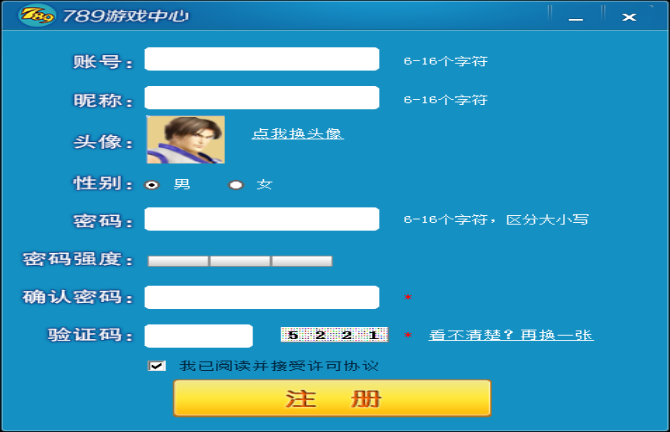 789 789游戏中心
账号： 6-16个字符
昵称： 6-16个字符
头像： 点我换头像
性别： 男 女
密码： 6-16个字符，区分大小写
密码强度：
确认密码： *
验证码： 5 2 2 1 * 看不清楚？再换一张
我已阅读并接受许可协议
注 册